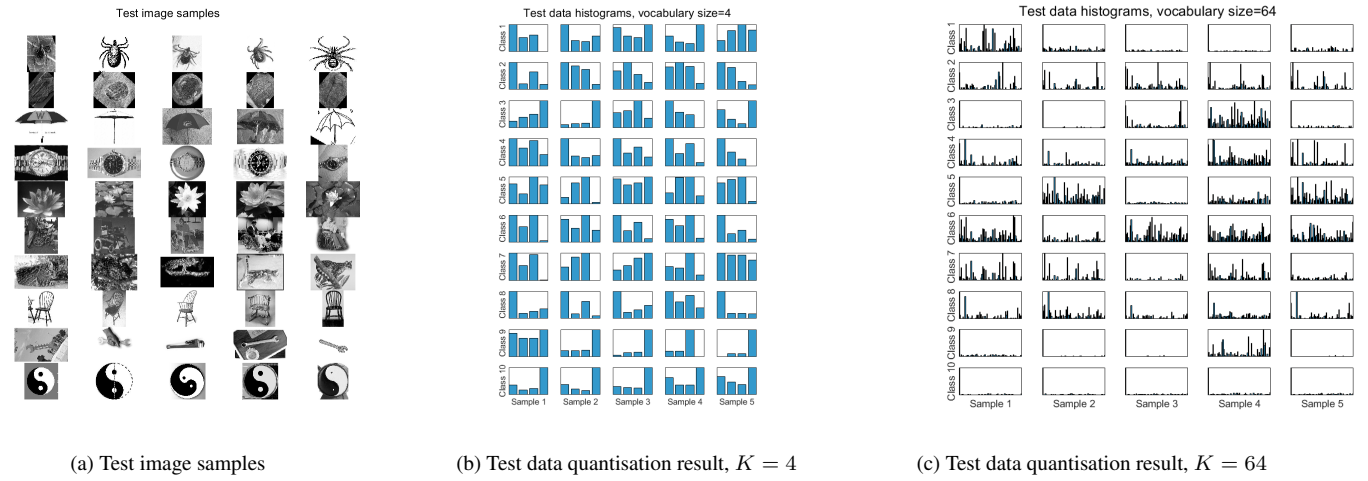 Test image samples
W
(a) Test image samples
Test data histograms, vocabulary size=4
Class 1
Class 2
Class 3
Class 4
Class 5
Class 6
Class 7
Class 8
Class 9
Class 10
Sample 1 Sample 2 Sample 3 Sample 4 Sample 5
(b) Test data quantisation result, K = 4
Test data histograms, vocabulary size=64
Class 1
Class 2
Class 3
Class 4
Class 5
Class 6
Class 7
Class 8
Class 9
Class 10
Sample 1 Sample 2 Sample 3 Sample 4 Sample 5
(c) Test data quantisation result, K = 64